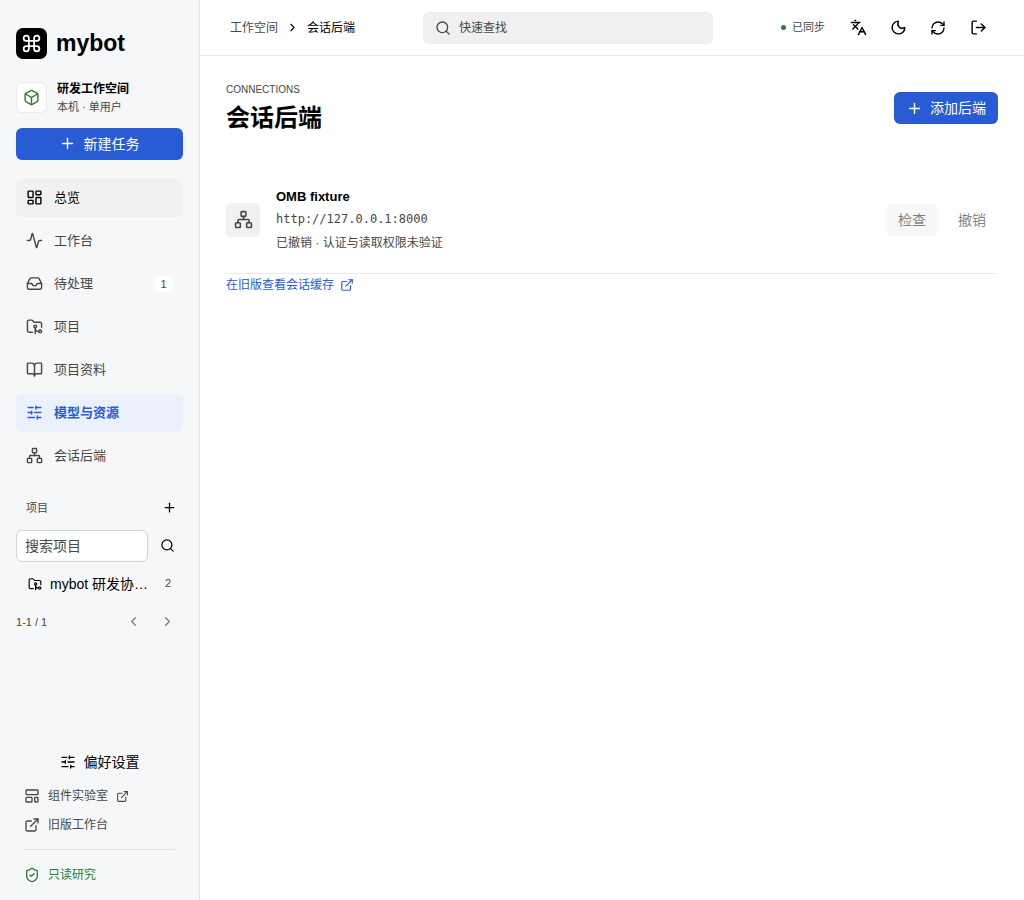 mybot
研发工作空间
本机 · 单用户
新建任务
总览
工作台
待处理
1
项目
项目资料
模型与资源
会话后端
项目
搜索项目
mybot 研发协…
2
1-1 / 1
偏好设置
组件实验室
旧版工作台
只读研究
工作空间
会话后端
快速查找
已同步
CONNECTIONS
会话后端
添加后端
OMB fixture
http://127.0.0.1:8000
已撤销 · 认证与读取权限未验证
检查
撤销
在旧版查看会话缓存